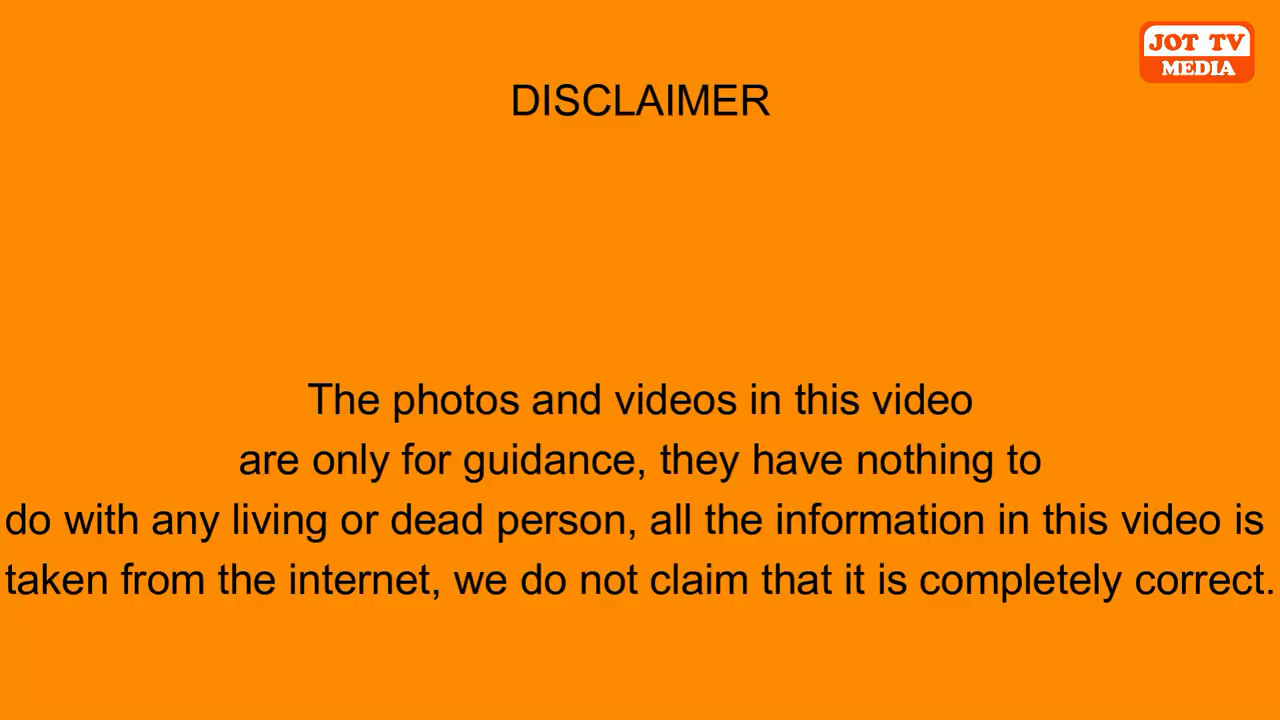 JOT TV
MEDIA
DISCLAIMER
The photos and videos in this video
are only for guidance, they have nothing to
do with any living or dead person, all the information in this video is
taken from the internet, we do not claim that it is completely correct.